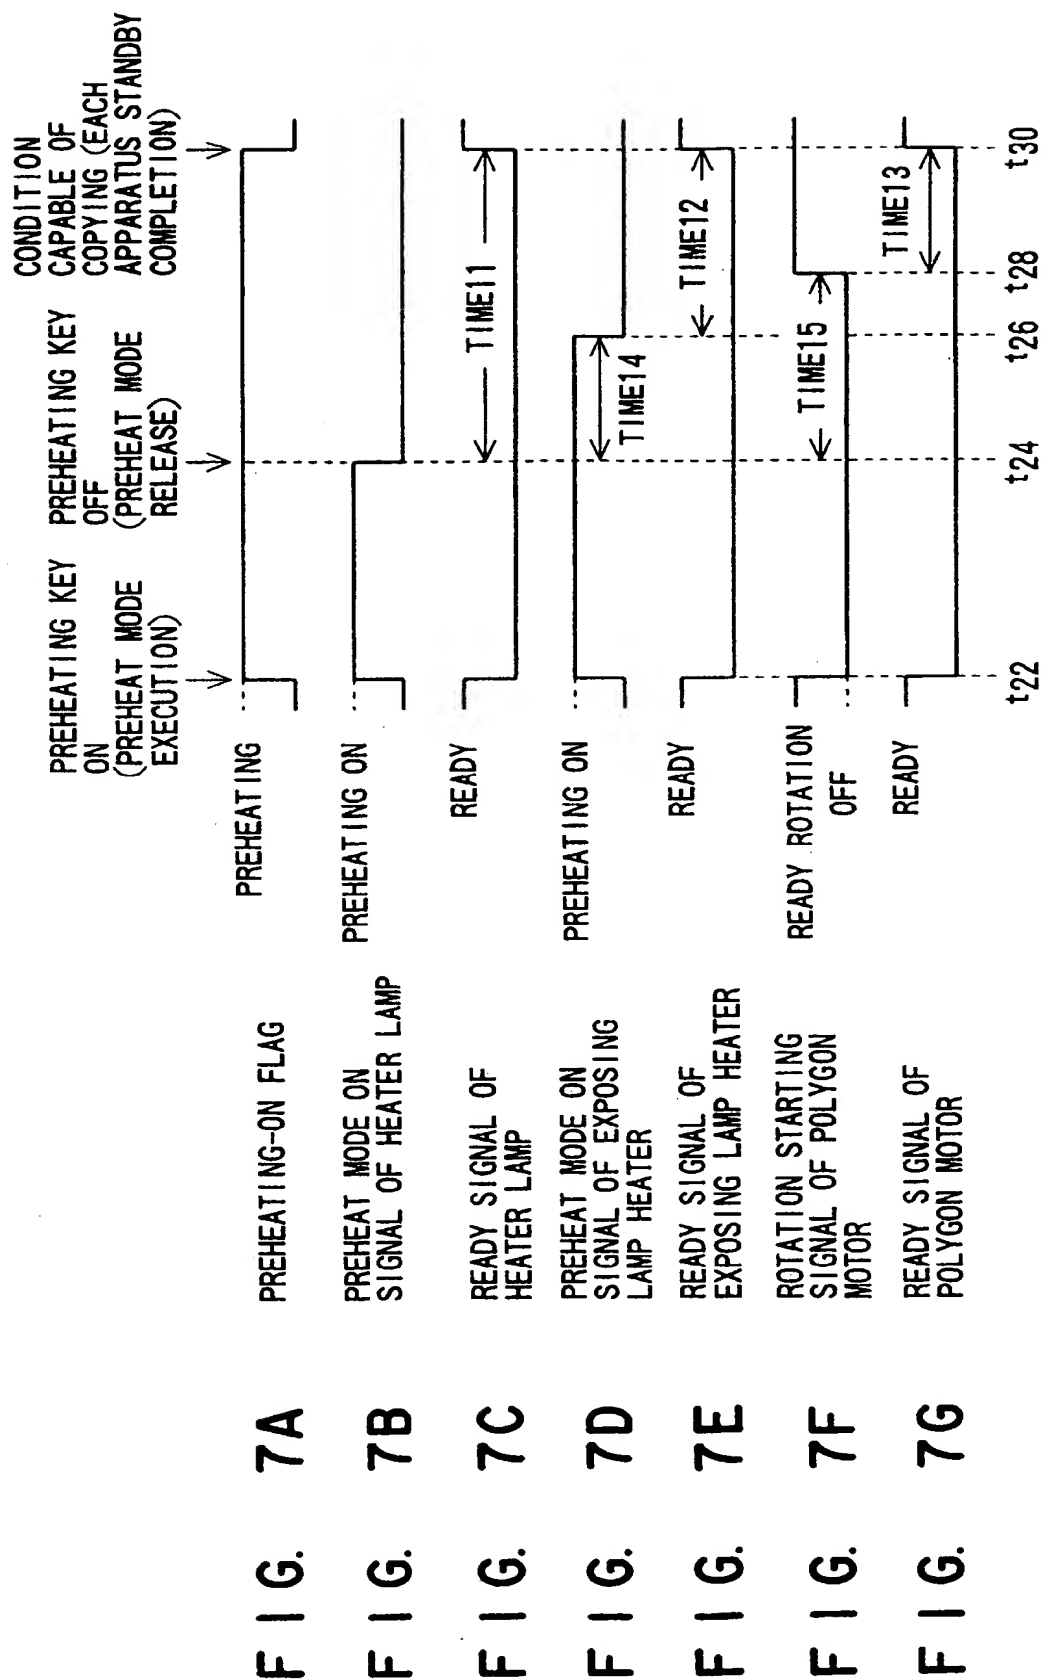 PREHEATING KEY
ON
(PREHEAT MODE
EXECUTION)
PREHEATING KEY
OFF
(PREHEAT MODE
RELEASE)
CONDITION
CAPABLE OF
COPYING (EACH
APPARATUS STANDBY
COMPLETION)
FIG. 7A
PREHEATING-ON FLAG
PREHEATING
FIG. 7B
PREHEAT MODE ON
SIGNAL OF HEATER LAMP
PREHEATING ON
FIG. 7C
READY SIGNAL OF
HEATER LAMP
READY
TIME11
FIG. 7D
PREHEAT MODE ON
SIGNAL OF EXPOSING
LAMP HEATER
PREHEATING ON
TIME14
FIG. 7E
READY SIGNAL OF
EXPOSING LAMP HEATER
READY
TIME12
FIG. 7F
ROTATION STARTING
SIGNAL OF POLYGON
MOTOR
READY ROTATION
OFF
TIME15
FIG. 7G
READY SIGNAL OF
POLYGON MOTOR
READY
TIME13
t22
t24
t26
t28
t30